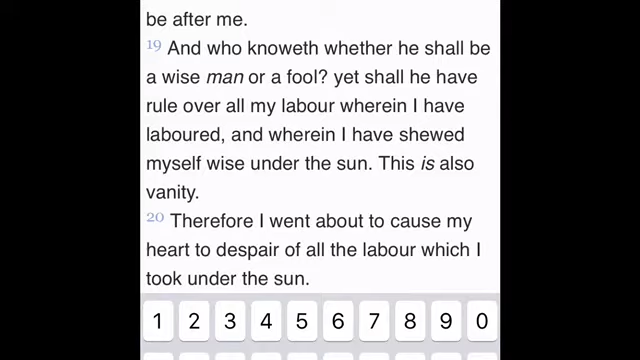 be after me.
19 And who knoweth whether he shall be
a wise man or a fool? yet shall he have
rule over all my labour wherein I have
laboured, and wherein I have shewed
myself wise under the sun. This is also
vanity.
20 Therefore I went about to cause my
heart to despair of all the labour which I
took under the sun.
1 2 3 4 5 6 7 8 9 0